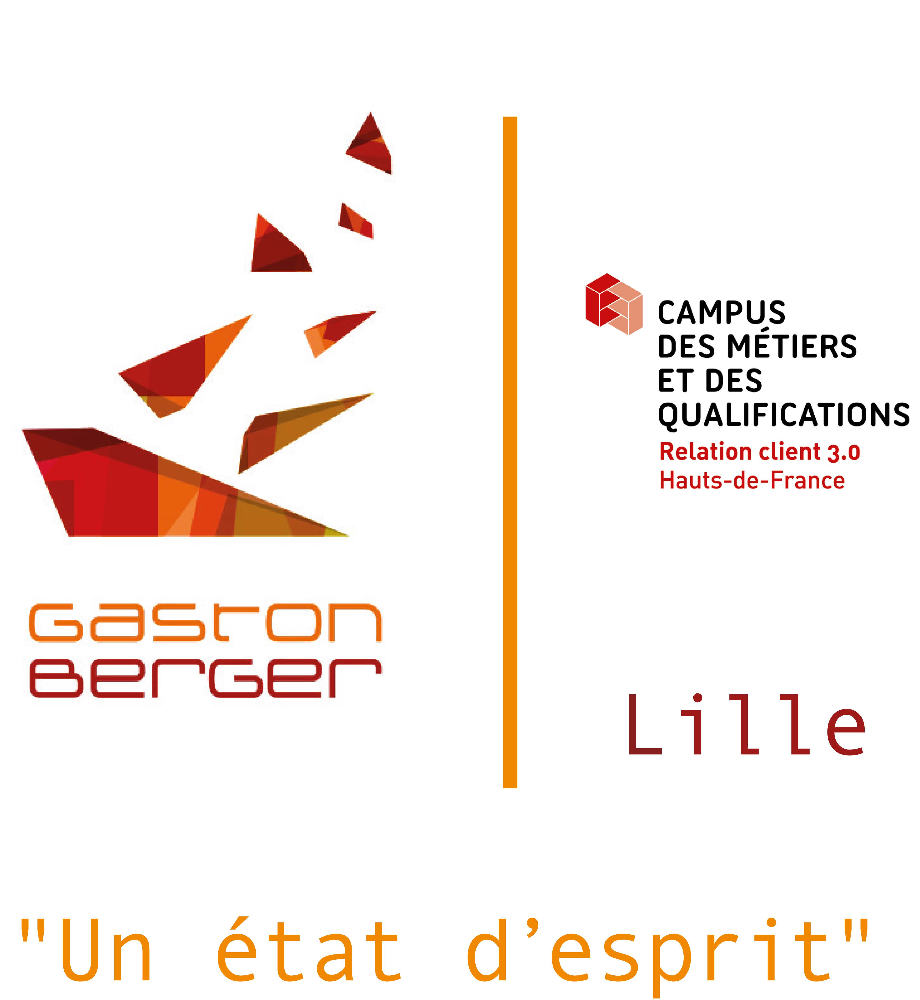 Gaston
Berger
CAMPUS
DES MÉTIERS
ET DES
QUALIFICATIONS
Relation client 3.0
Hauts-de-France
Lille
"Un état d’esprit"